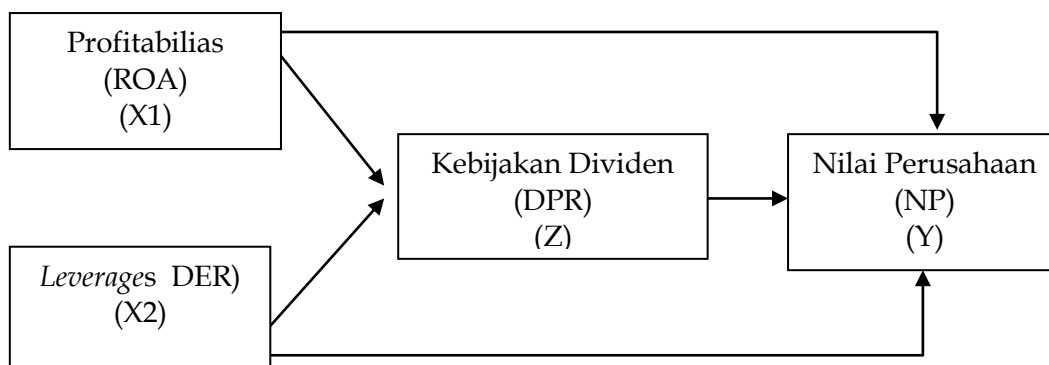 Profitabilias
(ROA)
(X1)
Kebijakan Dividen
(DPR)
(Z)
Nilai Perusahaan
(NP)
(Y)
Leverages DER)
(X2)